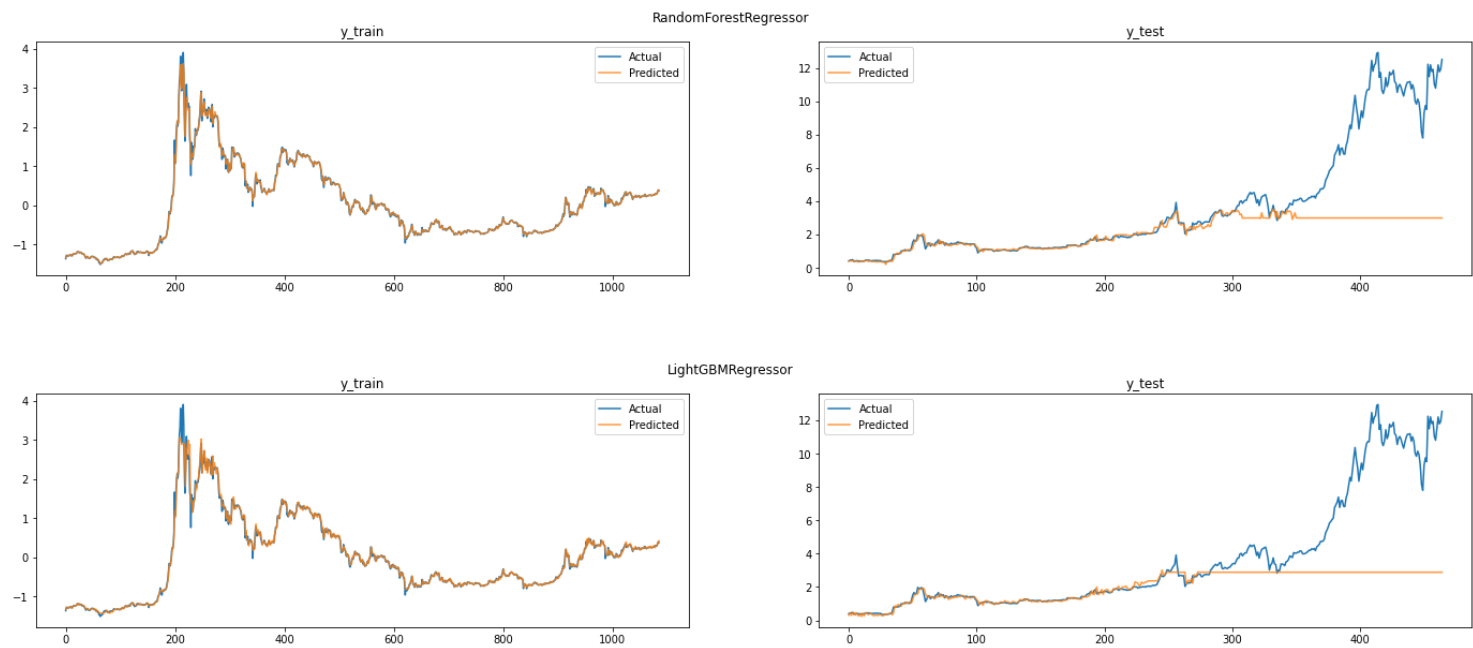 RandomForestRegressor
y_train
y_test
Actual
Predicted
Actual
Predicted
4
3
2
1
0
−1
0 200 400 600 800 1000
12
10
8
6
4
2
0
0 100 200 300 400
LightGBMRegressor
y_train
y_test
Actual
Predicted
Actual
Predicted
4
3
2
1
0
−1
0 200 400 600 800 1000
12
10
8
6
4
2
0
0 100 200 300 400